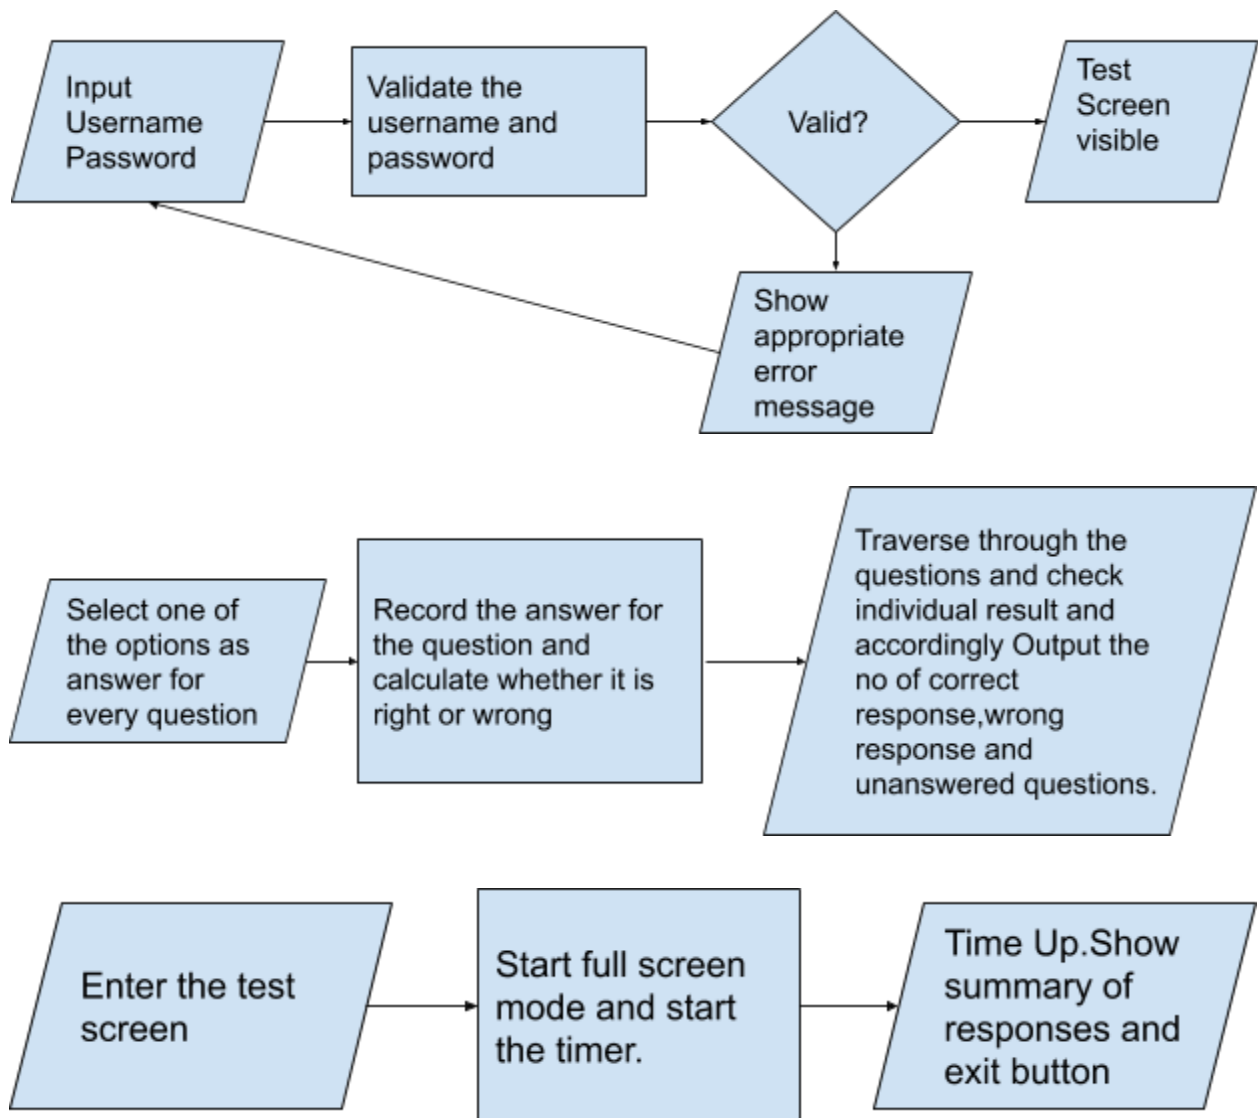 Input
Username
Password
Validate the
username and
password
Valid?
Test
Screen
visible
Show
appropriate
error
message
Select one of
the options as
answer for
every question
Record the answer for
the question and
calculate whether it is
right or wrong
Traverse through the
questions and check
individual result and
accordingly Output the
no of correct
response,wrong
response and
unanswered questions.
Enter the test
screen
Start full screen
mode and start
the timer.
Time Up.Show
summary of
responses and
exit button